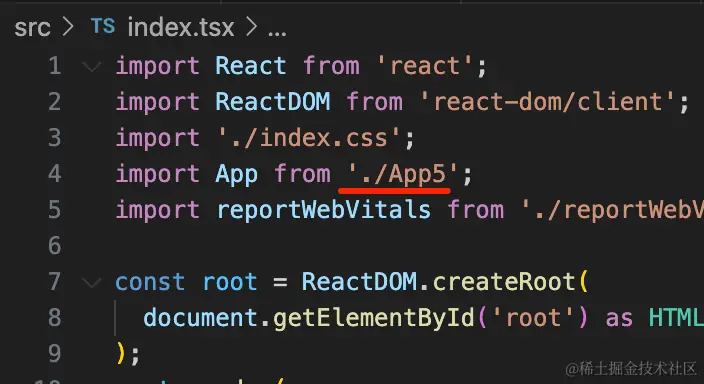 src > TS index.tsx > ...
1 import React from 'react';
2 import ReactDOM from 'react-dom/client';
3 import './index.css';
4 import App from './App5';
5 import reportWebVitals from './reportWebV
6
7 const root = ReactDOM.createRoot(
8 document.getElementById('root') as HTML
9 );
@稀土掘金技术社区